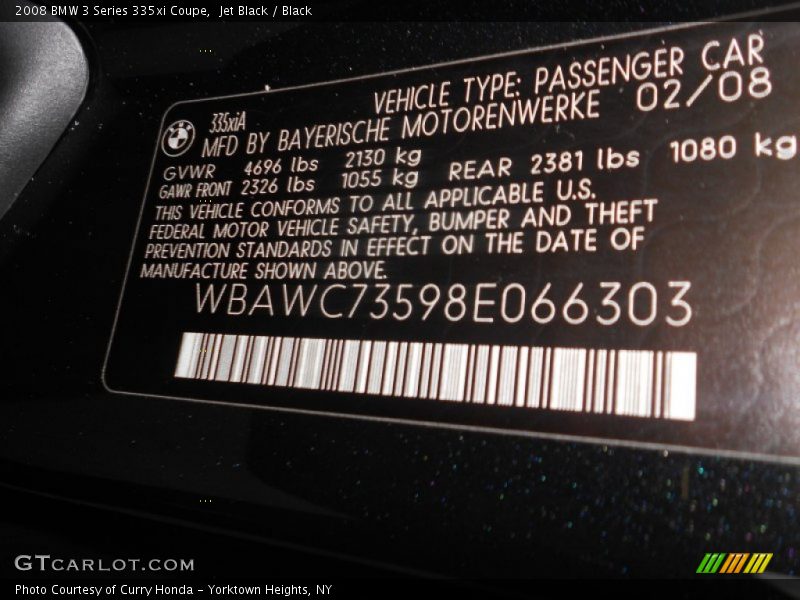 2008 BMW 3 Series 335xi Coupe,  Jet Black / Black
335xiA
VEHICLE TYPE: PASSENGER CAR
MFD BY BAYERISCHE MOTORENWERKE 02/08
GVWR 4696 lbs 2130 kg
GAWR FRONT 2326 lbs 1055 kg REAR 2381 lbs 1080 kg
THIS VEHICLE CONFORMS TO ALL APPLICABLE U.S.
FEDERAL MOTOR VEHICLE SAFETY, BUMPER AND THEFT
PREVENTION STANDARDS IN EFFECT ON THE DATE OF
MANUFACTURE SHOWN ABOVE.
WBAWC73598E066303
GTCARLOT.COM
Photo Courtesy of Curry Honda - Yorktown Heights, NY